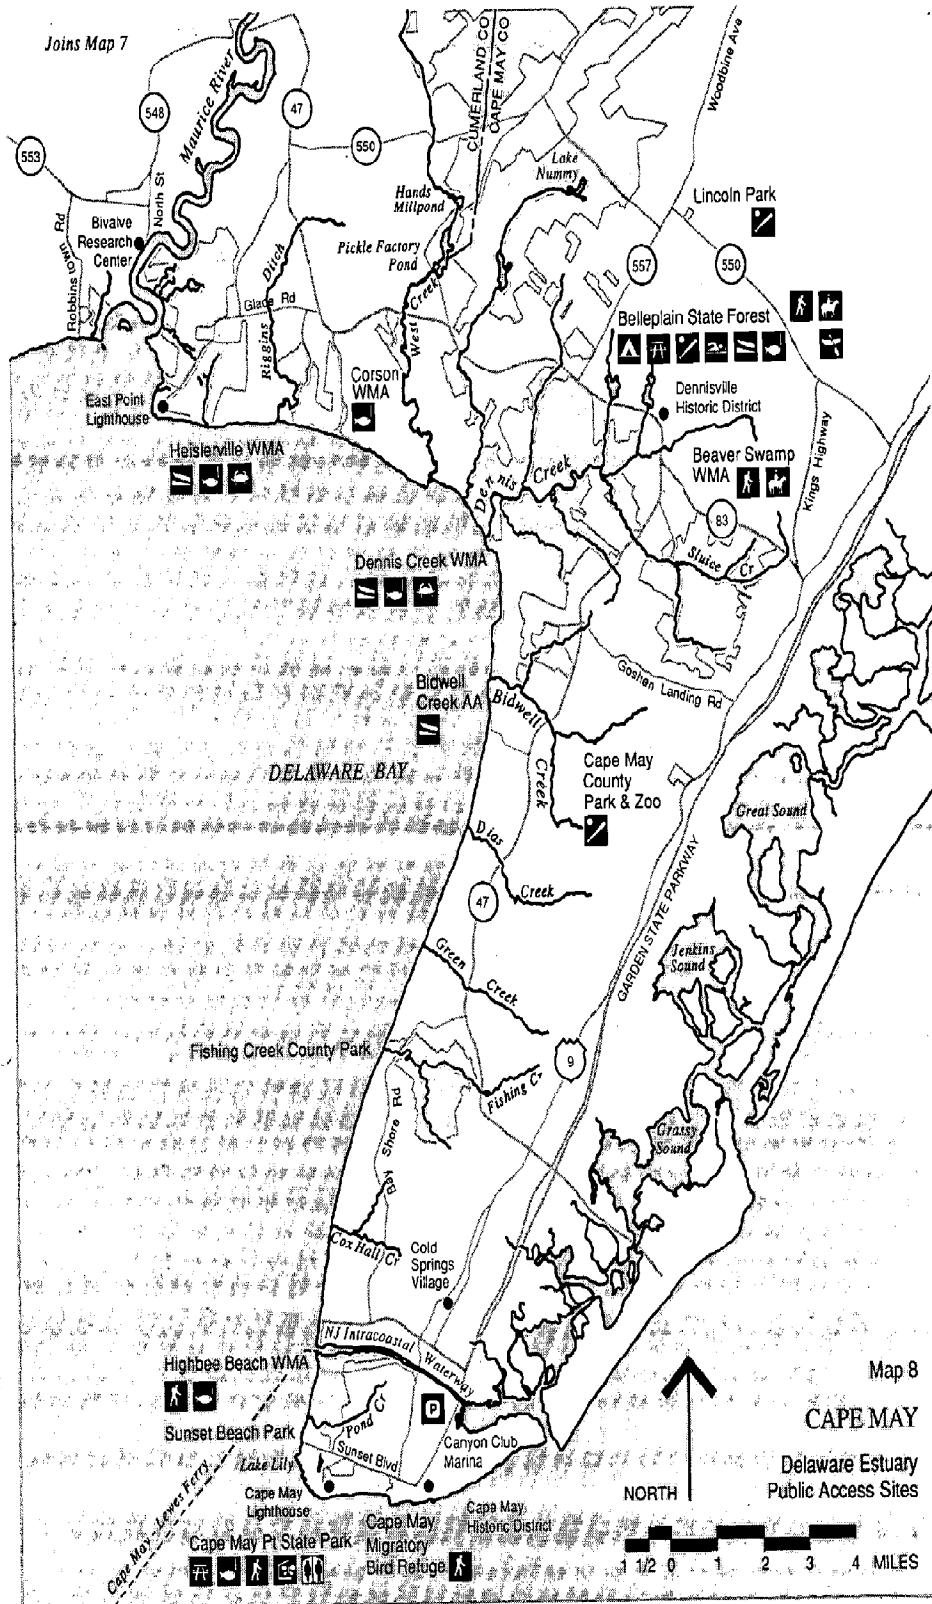 Joins Map 7
Maurice River
548
47
CUMERLAND CO
CAPE MAY CO
Woodbine Ave
553
550
Lake
Nummy
Lincoln Park
Hands
Millpond
North St
Robbinstown Rd
Bivalve
Research
Center
Pickle Factory
Pond
Riggins Ditch
557
550
Glade Rd
West Creek
Belleplain State Forest
D
Corson
WMA
East Point
Lighthouse
Dennisville
Historic District
Heislerville WMA
Dennis Creek
Beaver Swamp
WMA
Kings Highway
83
Sluice Cr
Dennis Creek WMA
Goshen Landing Rd
Bidwell
Creek AA
Bidwell Creek
DELAWARE BAY
Cape May
County
Park & Zoo
Great Sound
Dias Creek
47
GARDEN STATE PARKWAY
Green Creek
Jenkins
Sound
Fishing Creek County Park
9
Fishing Cr
Bay Shore Rd
Grassy
Sound
Cox Hall Cr
Cold
Springs
Village
NJ Intracoastal Waterway
Highbee Beach WMA
Map 8
P
CAPE MAY
Sunset Beach Park
Pond Cr
Canyon Club
Marina
Sunset Blvd
Lake Lily
Delaware Estuary
Public Access Sites
Cape May - Lewes Ferry
NORTH
Cape May
Lighthouse
Cape May
Historic District
Cape May Pt State Park
Cape May
Migratory
Bird Refuge
1 1/2 0 1 2 3 4 MILES